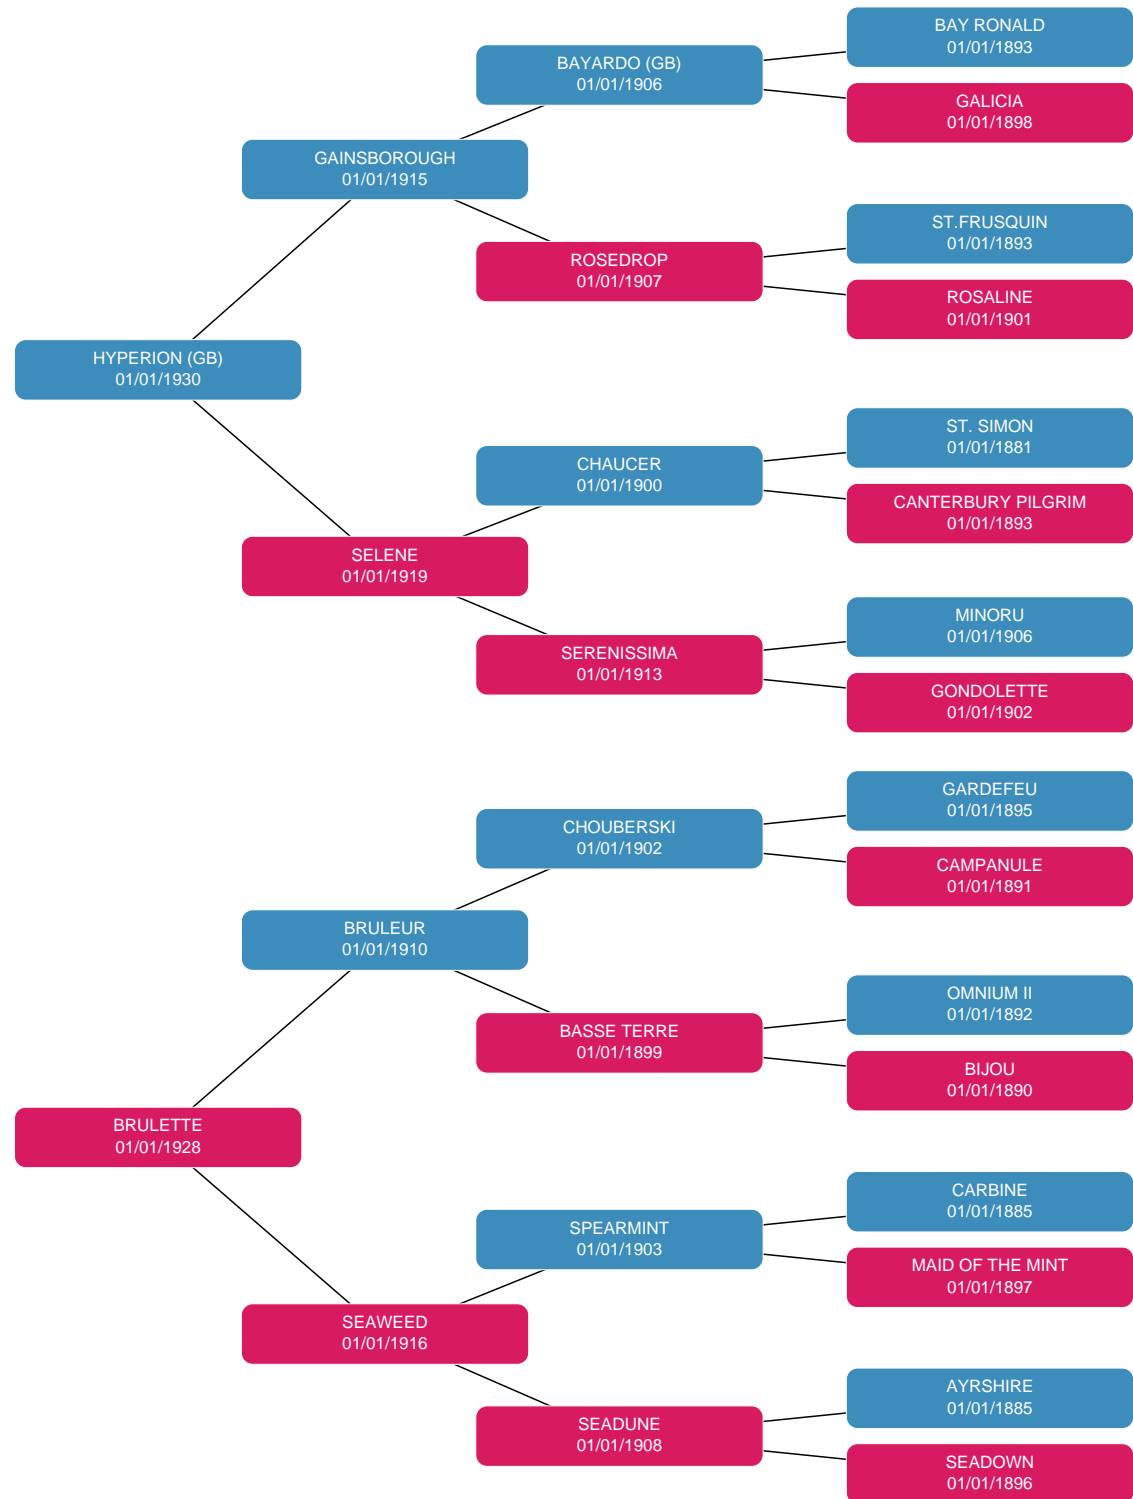 BAY RONALD
01/01/1893
BAYARDO (GB)
01/01/1906
GALICIA
01/01/1898
GAINSBOROUGH
01/01/1915
ST.FRUSQUIN
01/01/1893
ROSEDROP
01/01/1907
ROSALINE
01/01/1901
HYPERION (GB)
01/01/1930
ST. SIMON
01/01/1881
CHAUCER
01/01/1900
CANTERBURY PILGRIM
01/01/1893
SELENE
01/01/1919
MINORU
01/01/1906
SERENISSIMA
01/01/1913
GONDOLETTE
01/01/1902
GARDEFEU
01/01/1895
CHOUBERSKI
01/01/1902
CAMPANULE
01/01/1891
BRULEUR
01/01/1910
OMNIUM II
01/01/1892
BASSE TERRE
01/01/1899
BIJOU
01/01/1890
BRULETTE
01/01/1928
CARBINE
01/01/1885
SPEARMINT
01/01/1903
MAID OF THE MINT
01/01/1897
SEAWEED
01/01/1916
AYRSHIRE
01/01/1885
SEADUNE
01/01/1908
SEADOWN
01/01/1896